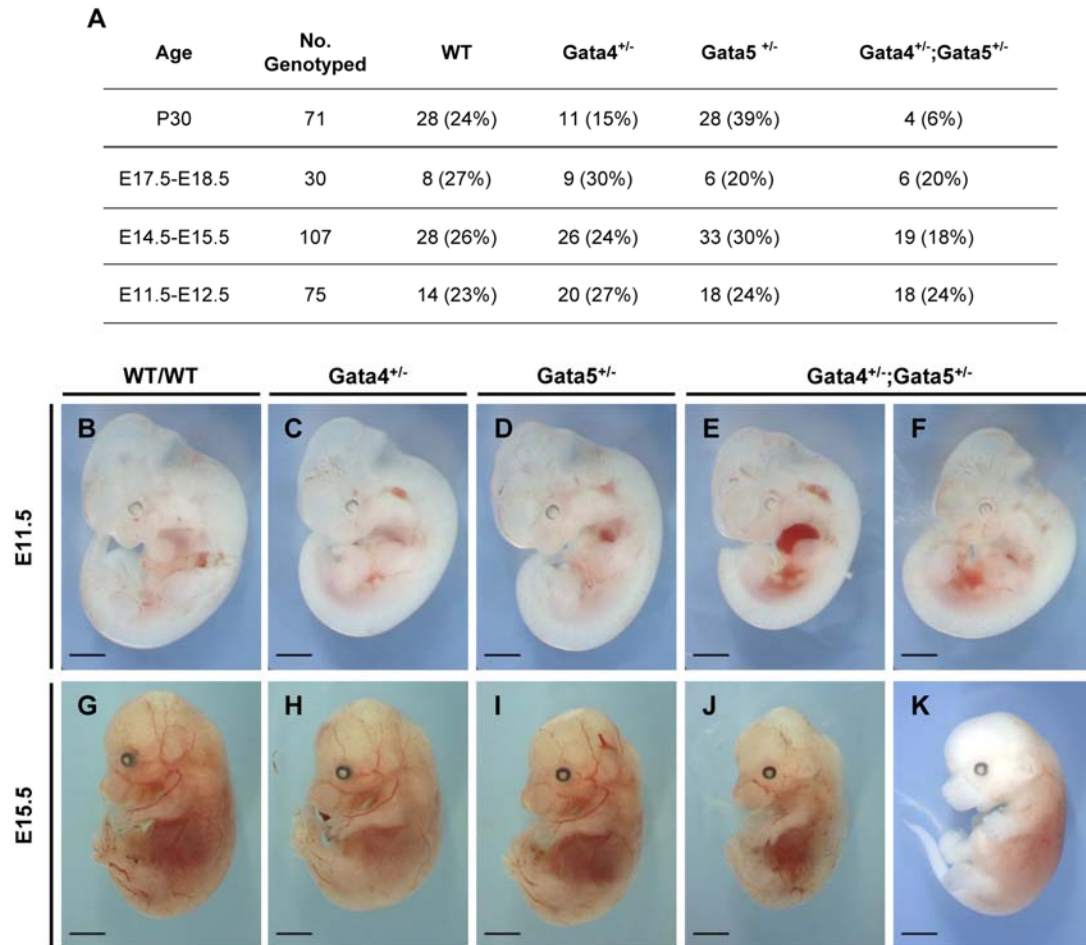 A
Age No. Genotyped WT Gata4+/- Gata5 +/- Gata4+/-;Gata5+/-
P30 71 28 (24%) 11 (15%) 28 (39%) 4 (6%)
E17.5-E18.5 30 8 (27%) 9 (30%) 6 (20%) 6 (20%)
E14.5-E15.5 107 28 (26%) 26 (24%) 33 (30%) 19 (18%)
E11.5-E12.5 75 14 (23%) 20 (27%) 18 (24%) 18 (24%)
WT/WT Gata4+/- Gata5+/- Gata4+/-;Gata5+/-
E11.5
B C D E F
E15.5
G H I J K